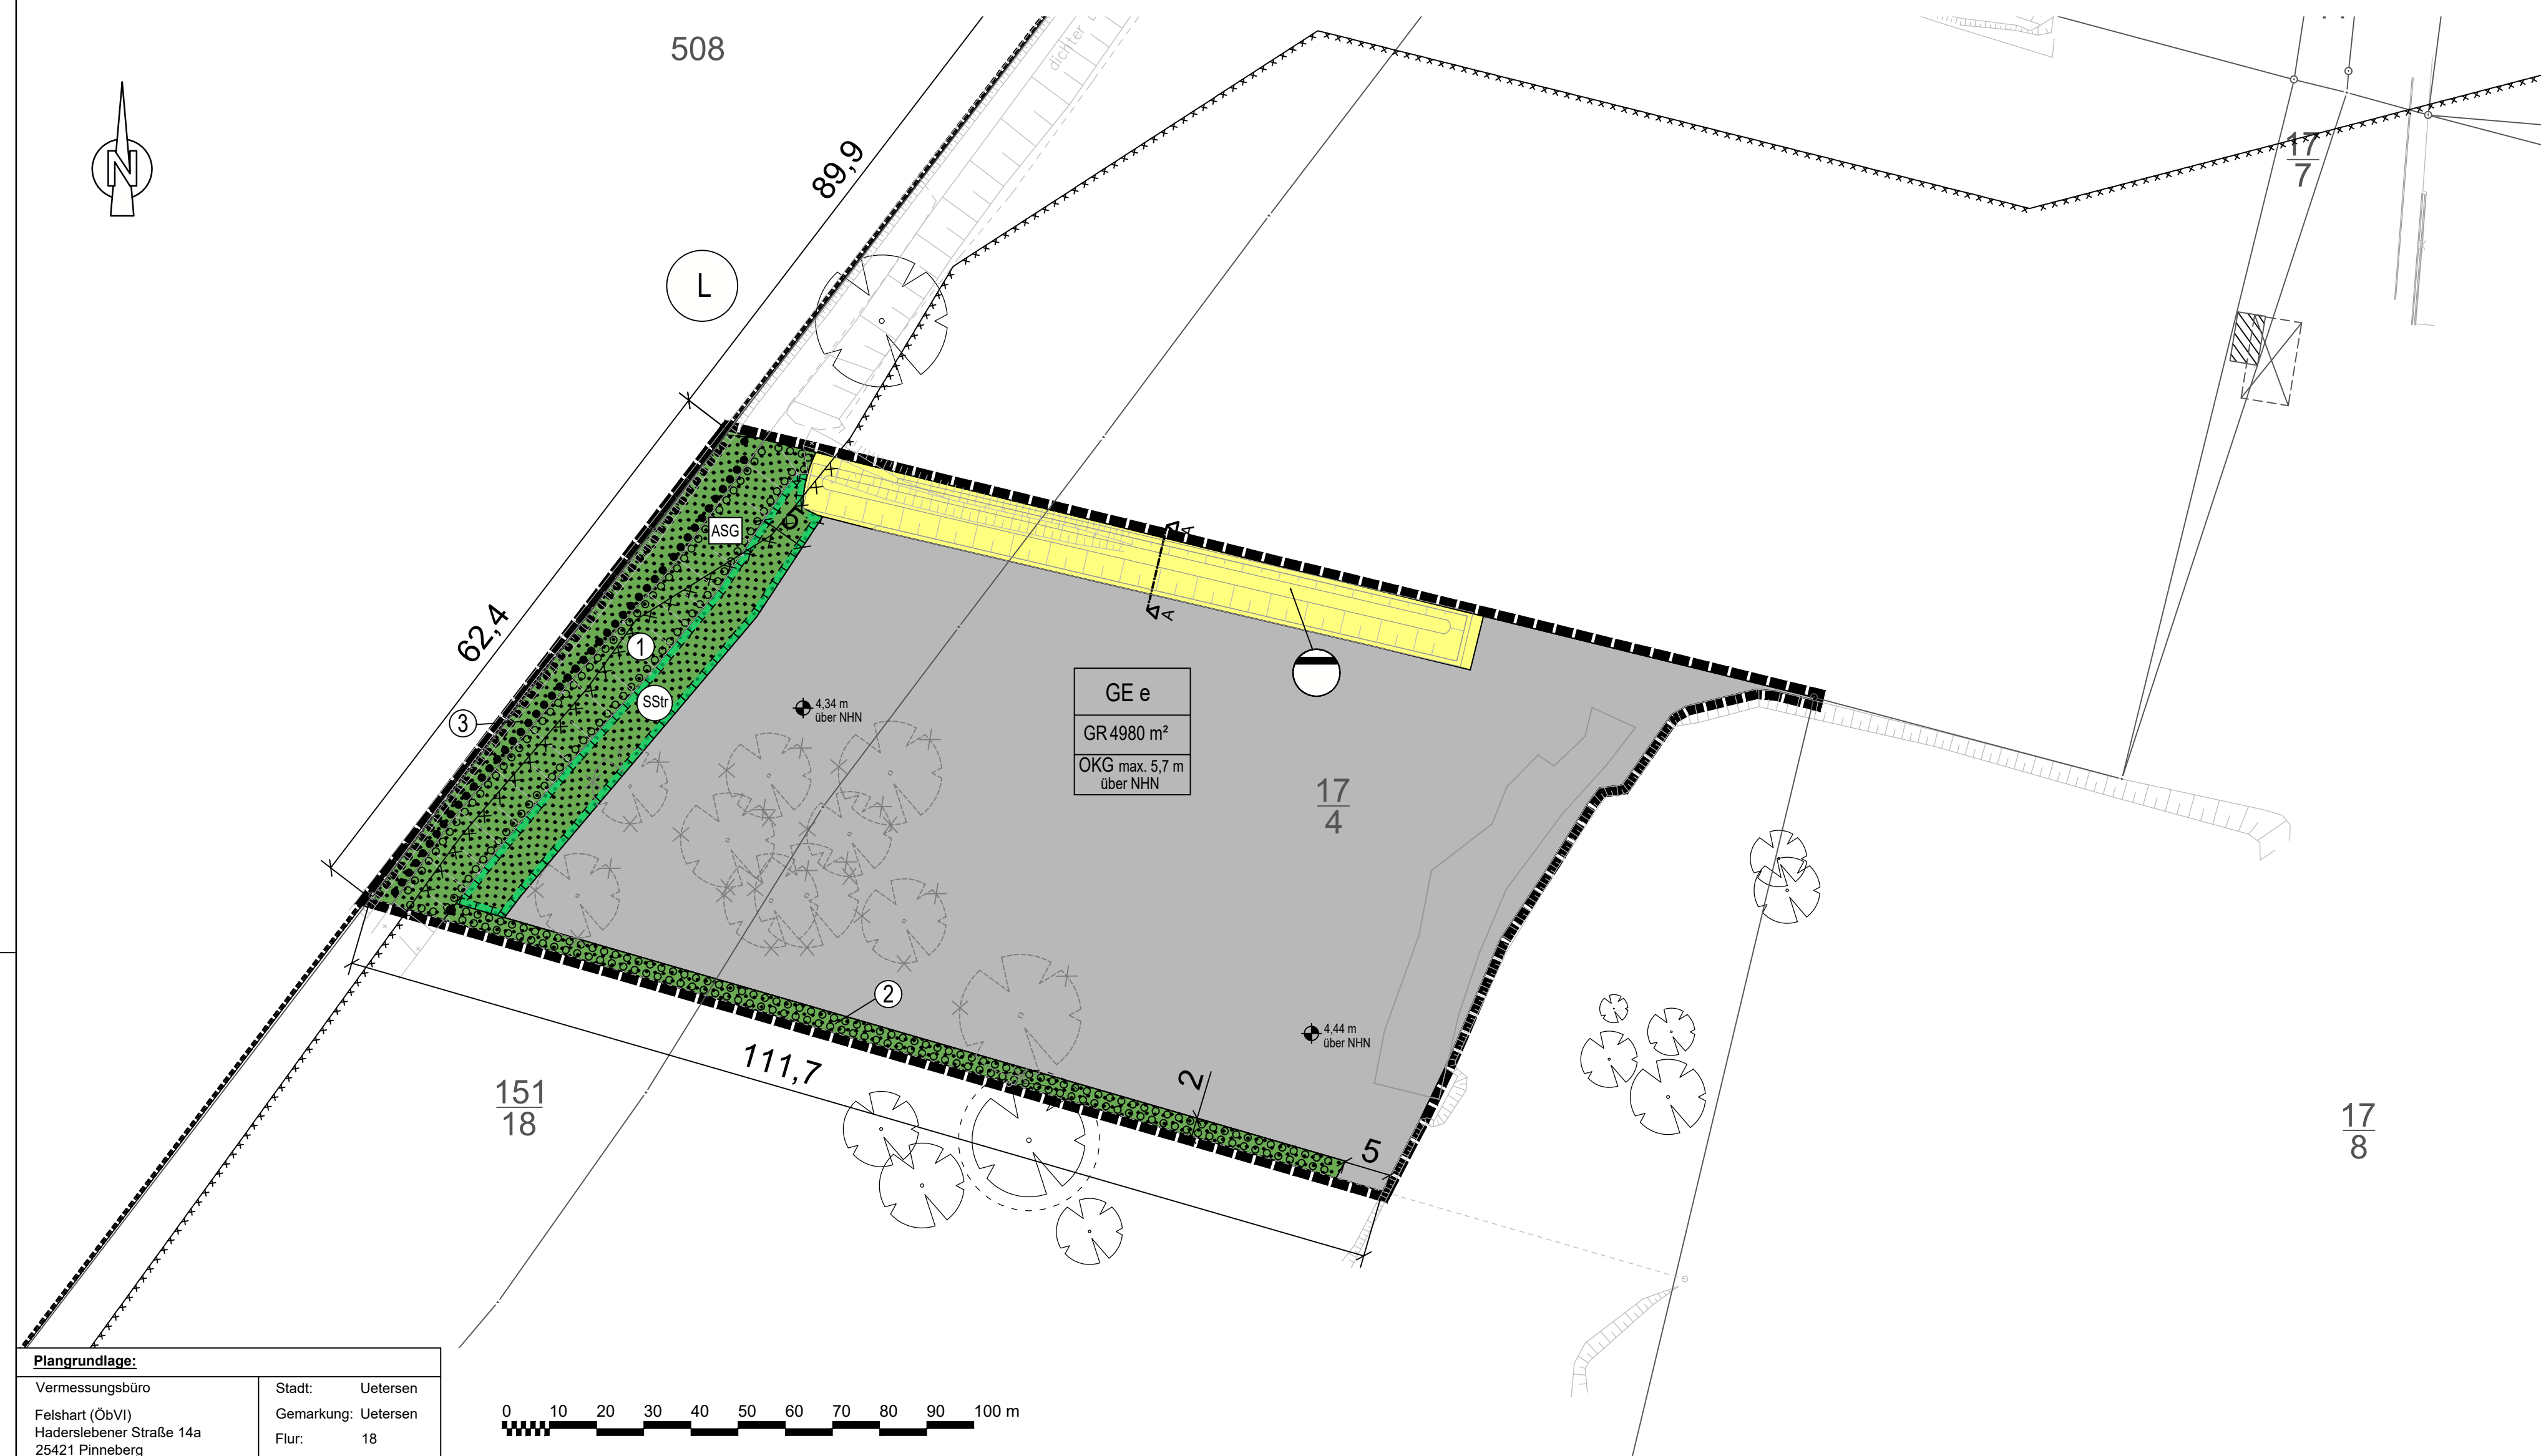 508
dichter
N
89,9
17
7
L
ASG
5
A
A
62,4
1
SStr
3
4,34 m
über NHN
GE e
GR 4980 m²
OKG max. 5,7 m
über NHN
17
4
2
4,44 m
über NHN
111,7
2
5
151
18
17
8
Plangrundlage:
Vermessungsbüro
Felshart (ÖbVI)
Haderslebener Straße 14a
25421 Pinneberg
Stadt: Uetersen
Gemarkung: Uetersen
Flur: 18
0 10 20 30 40 50 60 70 80 90 100 m